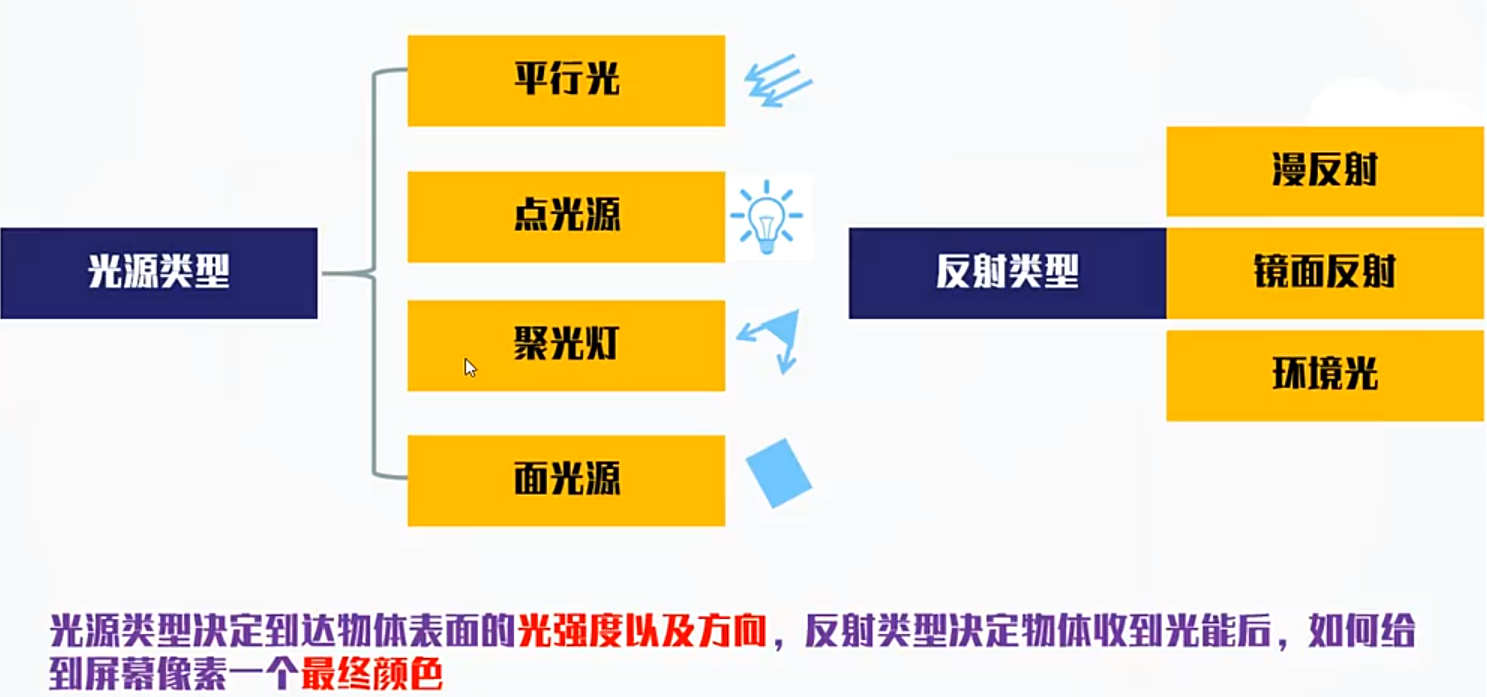 光源类型
平行光
点光源
聚光灯
面光源
反射类型
漫反射
镜面反射
环境光
光源类型决定到达物体表面的光强度以及方向，反射类型决定物体收到光能后，如何给
到屏幕像素一个最终颜色